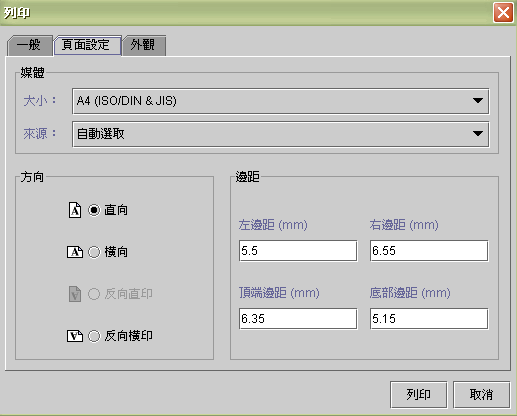 列印
一般 頁面設定 外觀
媒體
大小： A4 (ISO/DIN & JIS)
來源： 自動選取
方向
A 直向
A 橫向
V 反向直印
V 反向橫印
邊距
左邊距 (mm) 右邊距 (mm)
5.5 6.55
頂端邊距 (mm) 底部邊距 (mm)
6.35 5.15
列印 取消